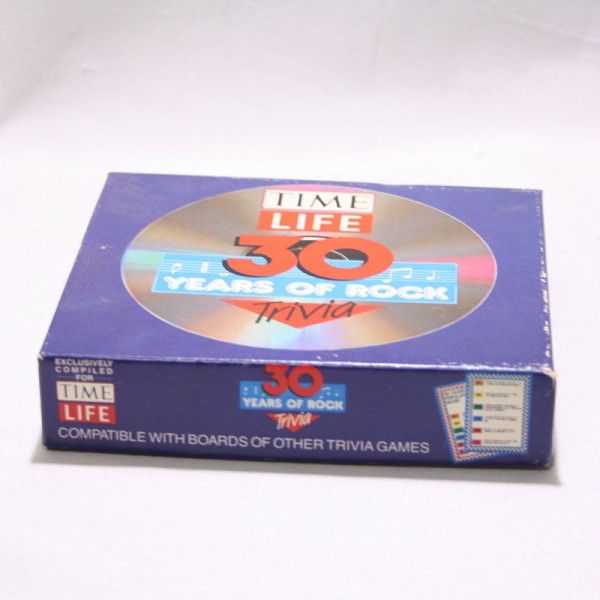 TIME
LIFE
30
YEARS OF ROCK
Trivia
EXCLUSIVELY
COMPILED
FOR
TIME
LIFE
30
YEARS OF ROCK
Trivia
COMPATIBLE WITH BOARDS OF OTHER TRIVIA GAMES